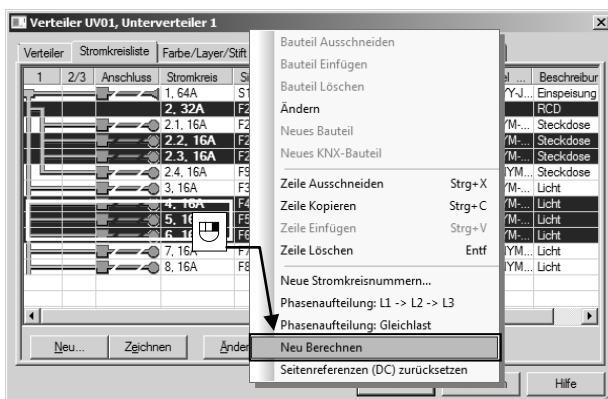 Verteiler UV01, Unterverteiler 1
Verteiler Stromkreisliste Farbe/Layer/Stift
1 2/3 Anschluss Stromkreis Beschreibur
1, 64A S1 Einspeisung
2, 32A F2 RCD
2.1, 16A F2 Steckdose
2.2, 16A F2 Steckdose
2.3, 16A F2 Steckdose
2.4, 16A F9 Steckdose
3, 16A F3 Licht
4, 16A F4 Licht
5, 16 F5 Licht
6, 16 F6 Licht
7, 16A F7 Licht
8, 16A F8 Licht
Bauteil Ausschneiden
Bauteil Einfügen
Bauteil Löschen
Ändern
Neues Bauteil
Neues KNX-Bauteil
Zeile Ausschneiden Strg+X
Zeile Kopieren Strg+C
Zeile Einfügen Strg+V
Zeile Löschen Entf
Neue Stromkreisnummern...
Phasenaufteilung: L1 -> L2 -> L3
Phasenaufteilung: Gleichlast
Neu Berechnen
Seitenreferenzen (DC) zurücksetzen
Neu... Zeichnen Änder
Hilfe